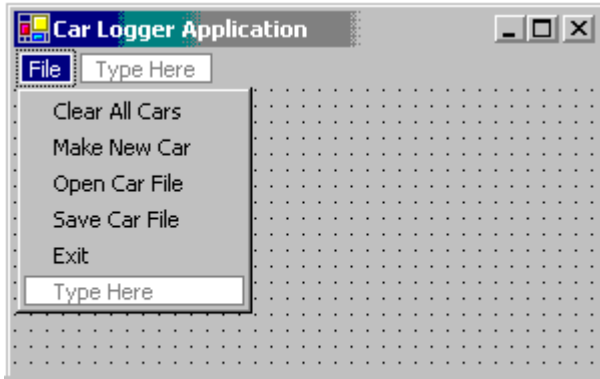 Car Logger Application
File Type Here
Clear All Cars
Make New Car
Open Car File
Save Car File
Exit
Type Here